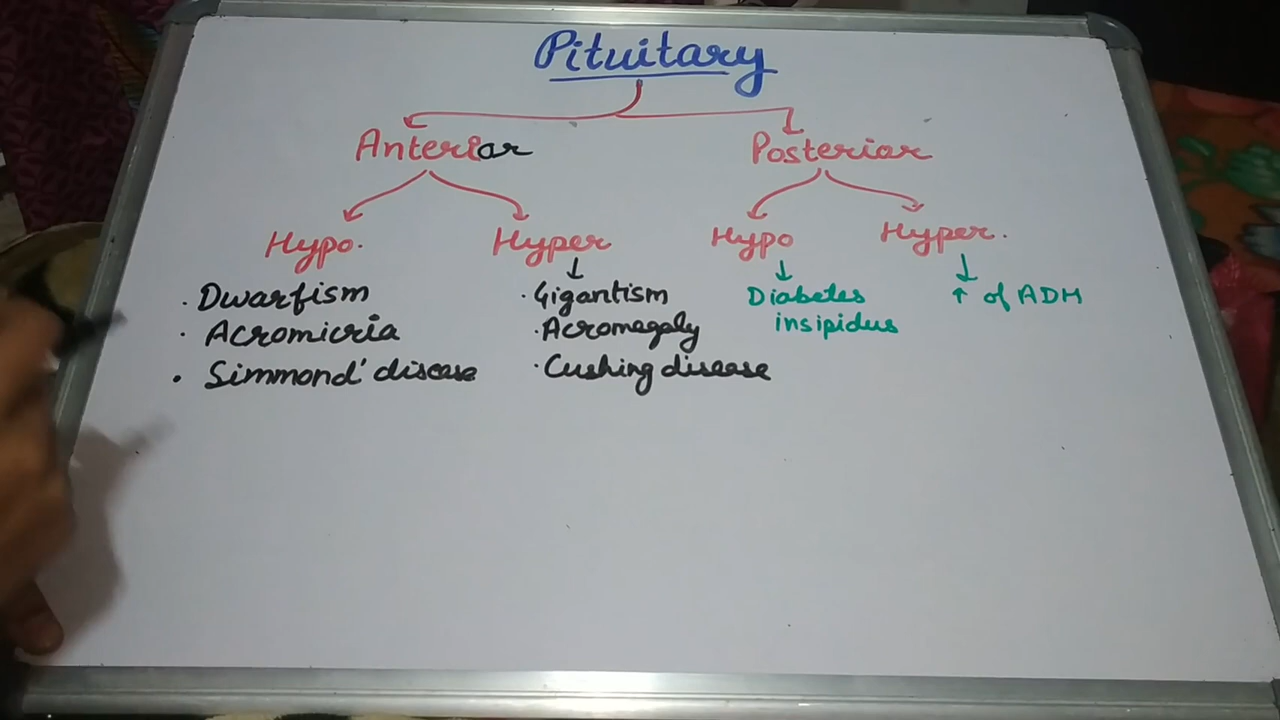 Pituitary
Anterior Posterior
Hypo. Hyper Hypo Hyper.
· Dwarfism
· Acromicria
· Simmond' disease
· Gigantism
· Acromegaly
· Cushing disease
Diabetes
insipidus
↑ of ADH